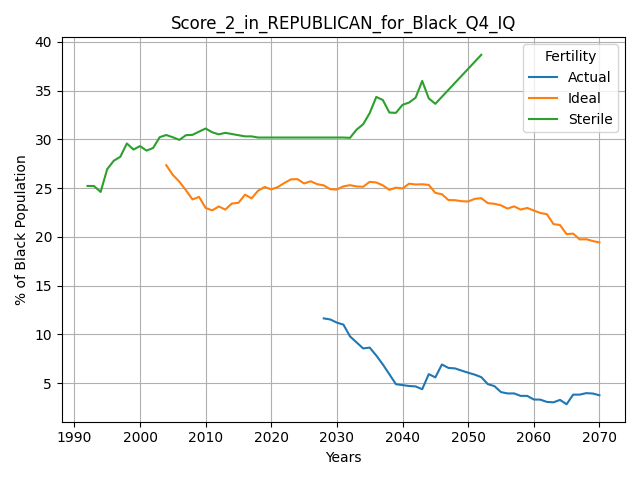 Score_2_in_REPUBLICAN_for_Black_Q4_IQ
% of Black Population
40
35
30
25
20
15
10
5
Fertility
Actual
Ideal
Sterile
1990 2000 2010 2020 2030 2040 2050 2060 2070
Years